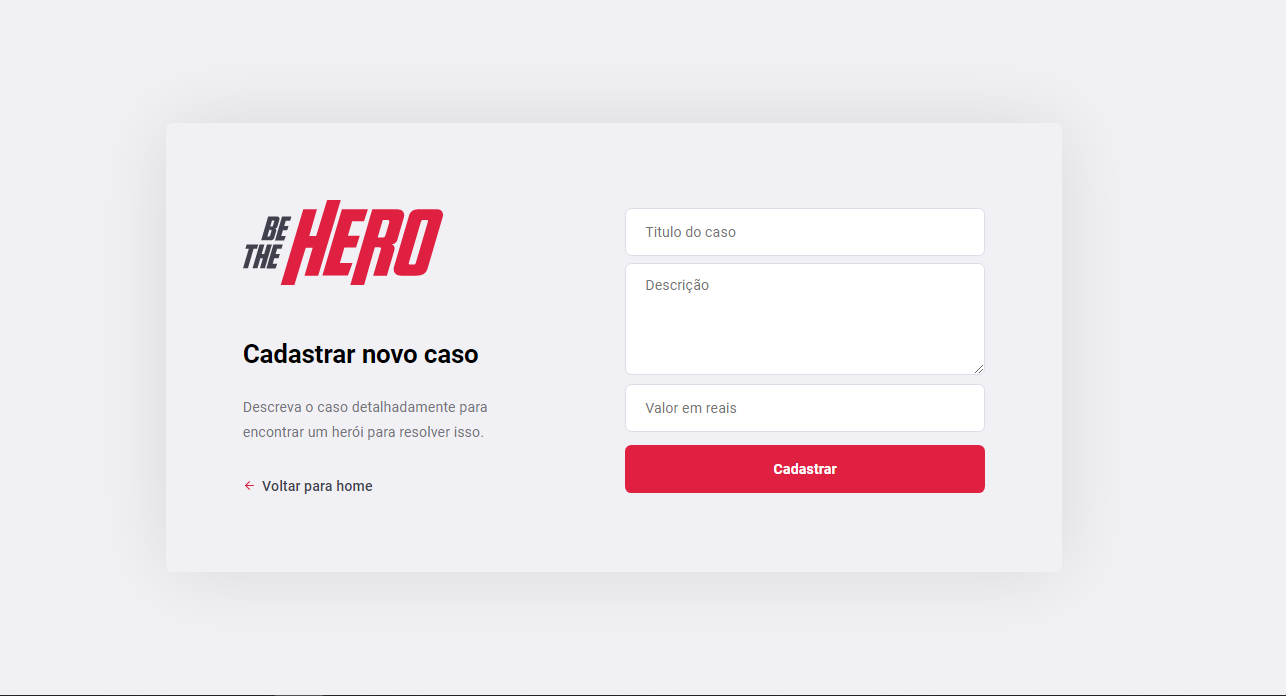 BE
THE HERO
Cadastrar novo caso
Descreva o caso detalhadamente para
encontrar um herói para resolver isso.
Voltar para home
Titulo do caso
Descrição
Valor em reais
Cadastrar